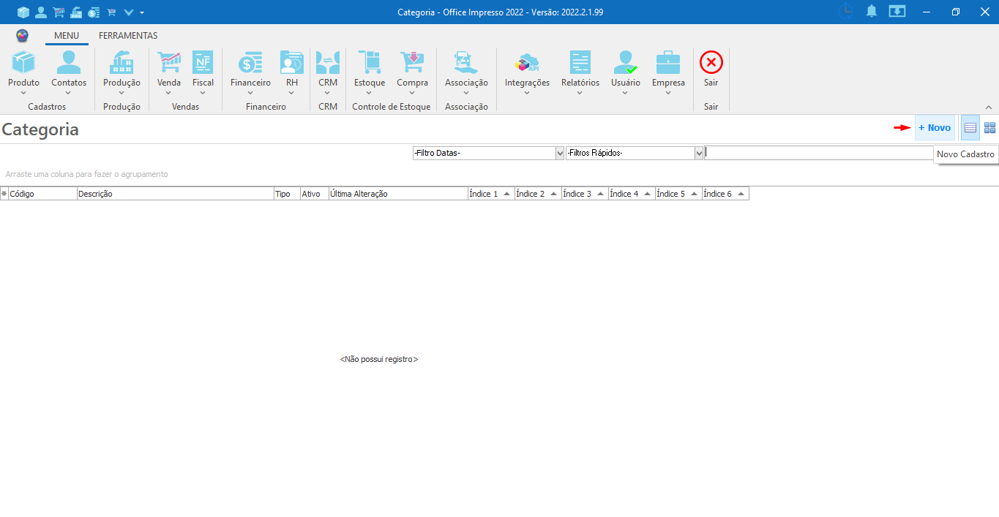 Categoria - Office Impresso 2022 - Versão: 2022.2.1.99
MENU FERRAMENTAS
Produto Contatos Produção Venda Fiscal Financeiro RH CRM Estoque Compra Associação Integrações Relatórios Usuário Empresa Sair
NF
API
Cadastros Produção Vendas Financeiro CRM Controle de Estoque Associação Sair
Categoria
+ Novo
-Filtro Datas- -Filtros Rápidos-
Novo Cadastro
Arraste uma coluna para fazer o agrupamento
Código Descrição Tipo Ativo Última Alteração Índice 1 Índice 2 Índice 3 Índice 4 Índice 5 Índice 6
<Não possui registro>